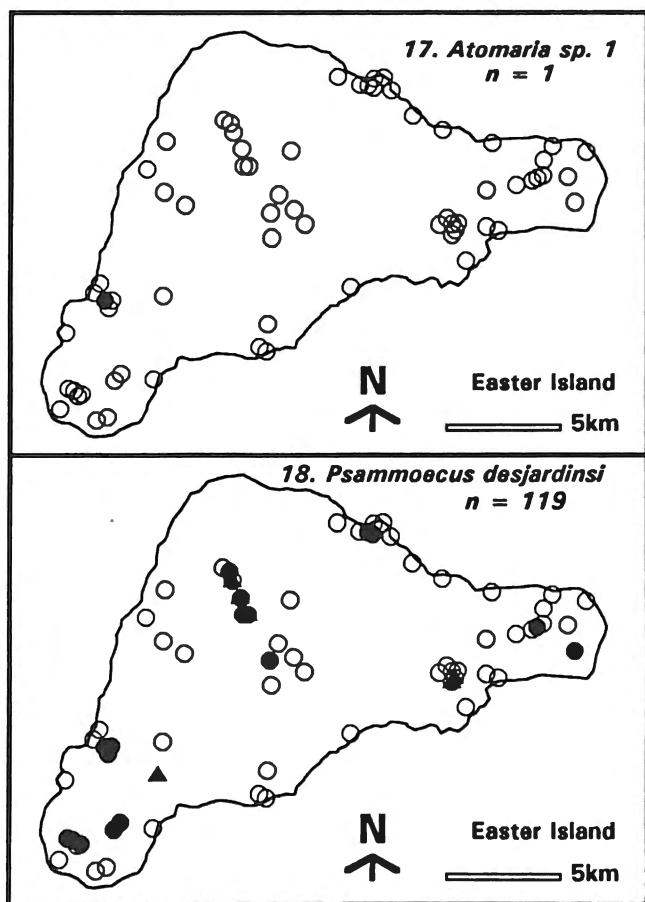 17. Atomaria sp. 1
n = 1
N
Easter Island
5km
18. Psammoecus desjardinsi
n = 119
N
Easter Island
5km